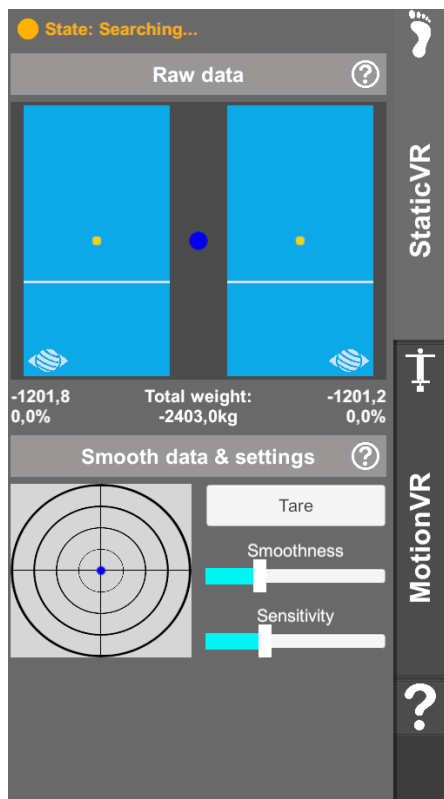 State: Searching...
Raw data
?
-1201,8 Total weight: -1201,2
0,0% -2403,0kg 0,0%
Smooth data & settings
?
Tare
Smoothness
Sensitivity
StaticVR
MotionVR
?